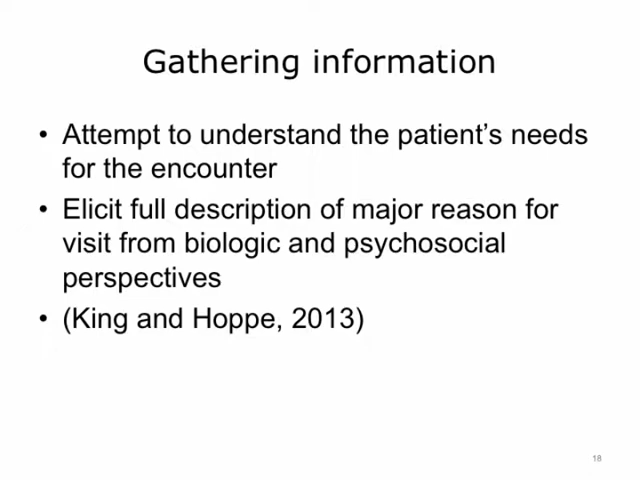 Gathering information
• Attempt to understand the patient’s needs
for the encounter
• Elicit full description of major reason for
visit from biologic and psychosocial
perspectives
• (King and Hoppe, 2013)
18